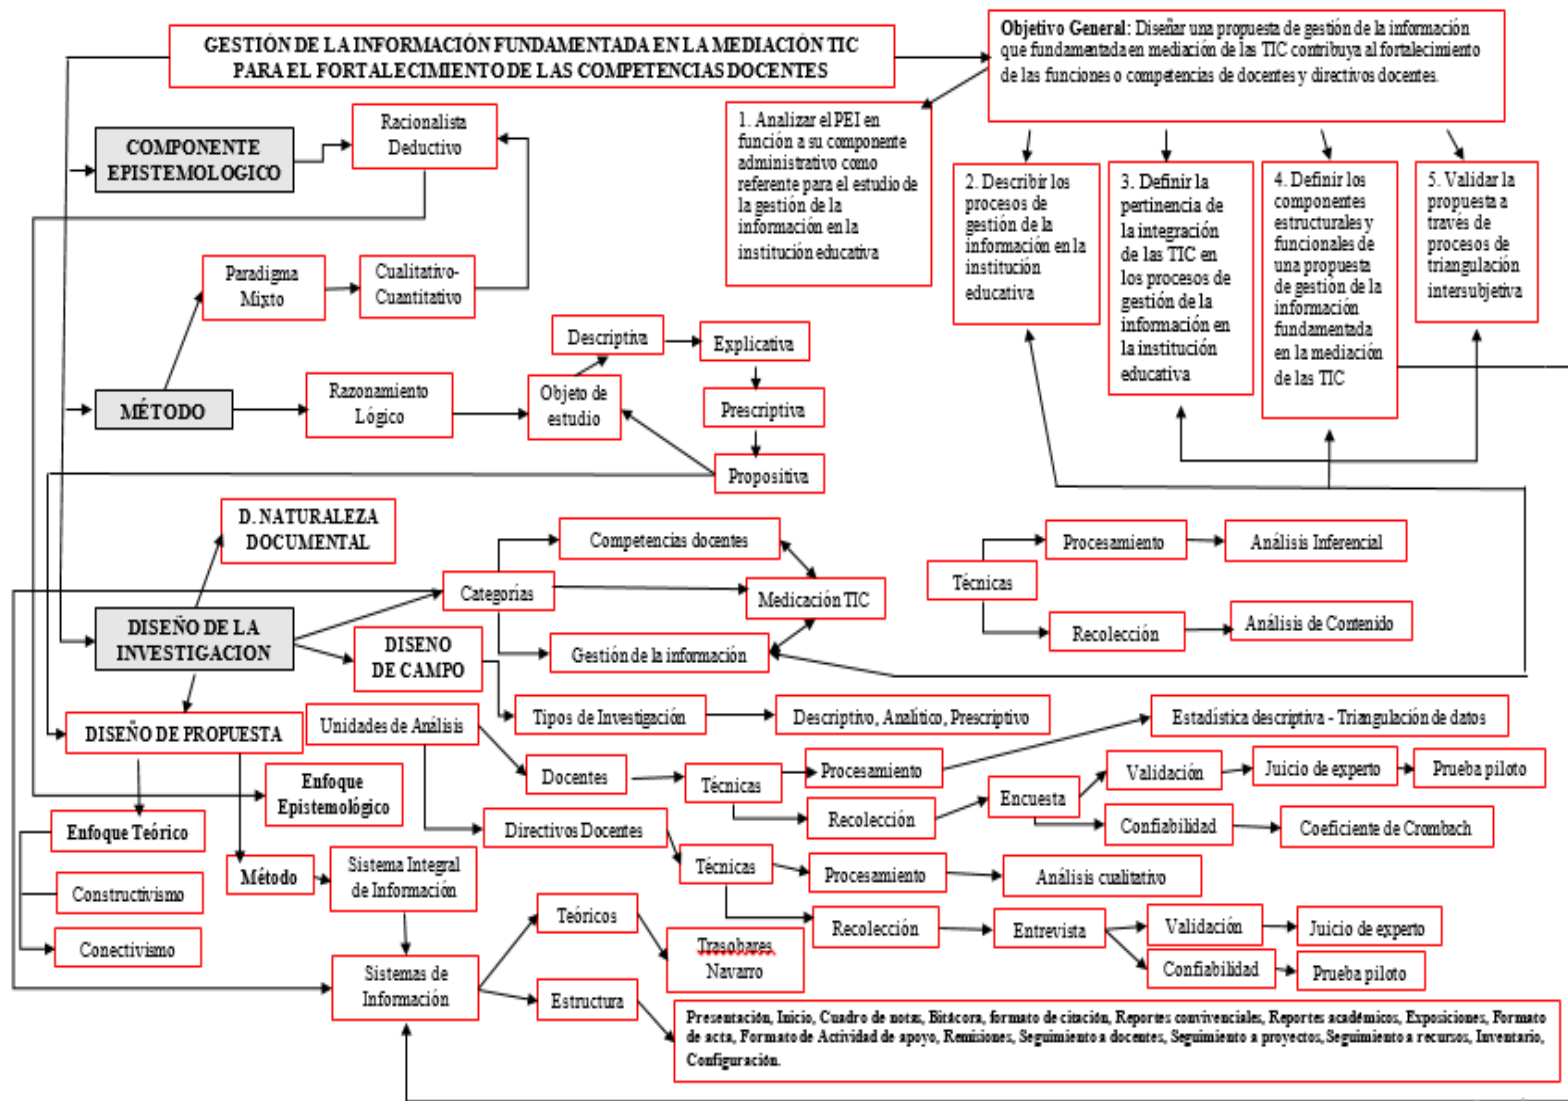 GESTIÓN DE LA INFORMACIÓN FUNDAMENTADA EN LA MEDIACIÓN TIC
PARA EL FORTALECIMIENTO DE LAS COMPETENCIAS DOCENTES
Objetivo General: Diseñar una propuesta de gestión de la información
que fundamentada en mediación de las TIC contribuya al fortalecimiento
de las funciones o competencias de docentes y directivos docentes.
COMPONENTE
EPISTEMOLOGICO
Racionalista
Deductivo
1. Analizar el PEI en
función a su componente
administrativo como
referente para el estudio de
la gestión de la
información en la
institución educativa
2. Describir los
procesos de
gestión de la
información en la
institución
educativa
3. Definir la
pertinencia de
la integración
de las TIC en
los procesos de
gestión de la
información en
la institución
educativa
4. Definir los
componentes
estructurales y
funcionales de
una propuesta
de gestión de la
información
fundamentada
en la mediación
de las TIC
5. Validar la
propuesta a
través de
procesos de
triangulación
intersubjetiva
Paradigma
Mixto
Cualitativo-
Cuantitativo
MÉTODO
Razonamiento
Lógico
Objeto de
estudio
Descriptiva
Explicativa
Prescriptiva
Propositiva
D. NATURALEZA
DOCUMENTAL
DISEÑO DE LA
INVESTIGACION
Categorías
Competencias docentes
Medicación TIC
Gestión de la información
Técnicas
Procesamiento
Análisis Inferencial
Recolección
Análisis de Contenido
DISENO
DE CAMPO
Tipos de Investigación
Descriptivo, Analítico, Prescriptivo
DISEÑO DE PROPUESTA
Unidades de Análisis
Docentes
Técnicas
Procesamiento
Estadística descriptiva - Triangulación de datos
Recolección
Encuesta
Validación
Juicio de experto
Prueba piloto
Confiabilidad
Coeficiente de Crombach
Enfoque
Epistemológico
Enfoque Teórico
Constructivismo
Conectivismo
Método
Sistema Integral
de Información
Directivos Docentes
Técnicas
Procesamiento
Análisis cualitativo
Recolección
Entrevista
Validación
Juicio de experto
Confiabilidad
Prueba piloto
Sistemas de
Información
Teóricos
Trasobares
Navarro
Estructura
Presentación, Inicio, Cuadro de notas, Bitácora, formato de citación, Reportes convivenciales, Reportes académicos, Exposiciones, Formato
de acta, Formato de Actividad de apoyo, Remisiones, Seguimiento a docentes, Seguimiento a proyectos, Seguimiento a recursos, Inventario,
Configuración.